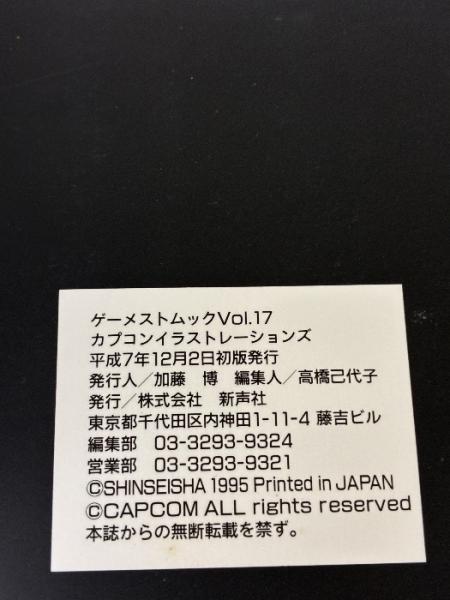 ゲーメストムックVol.17
カプコンイラストレーションズ
平成7年12月2日初版発行
発行人/加藤　博　編集人/高橋己代子
発行/株式会社　新声社
東京都千代田区内神田1-11-4 藤吉ビル
編集部　03-3293-9324
営業部　03-3293-9321
©SHINSEISHA 1995 Printed in JAPAN
©CAPCOM ALL rights reserved
本誌からの無断転載を禁ず。